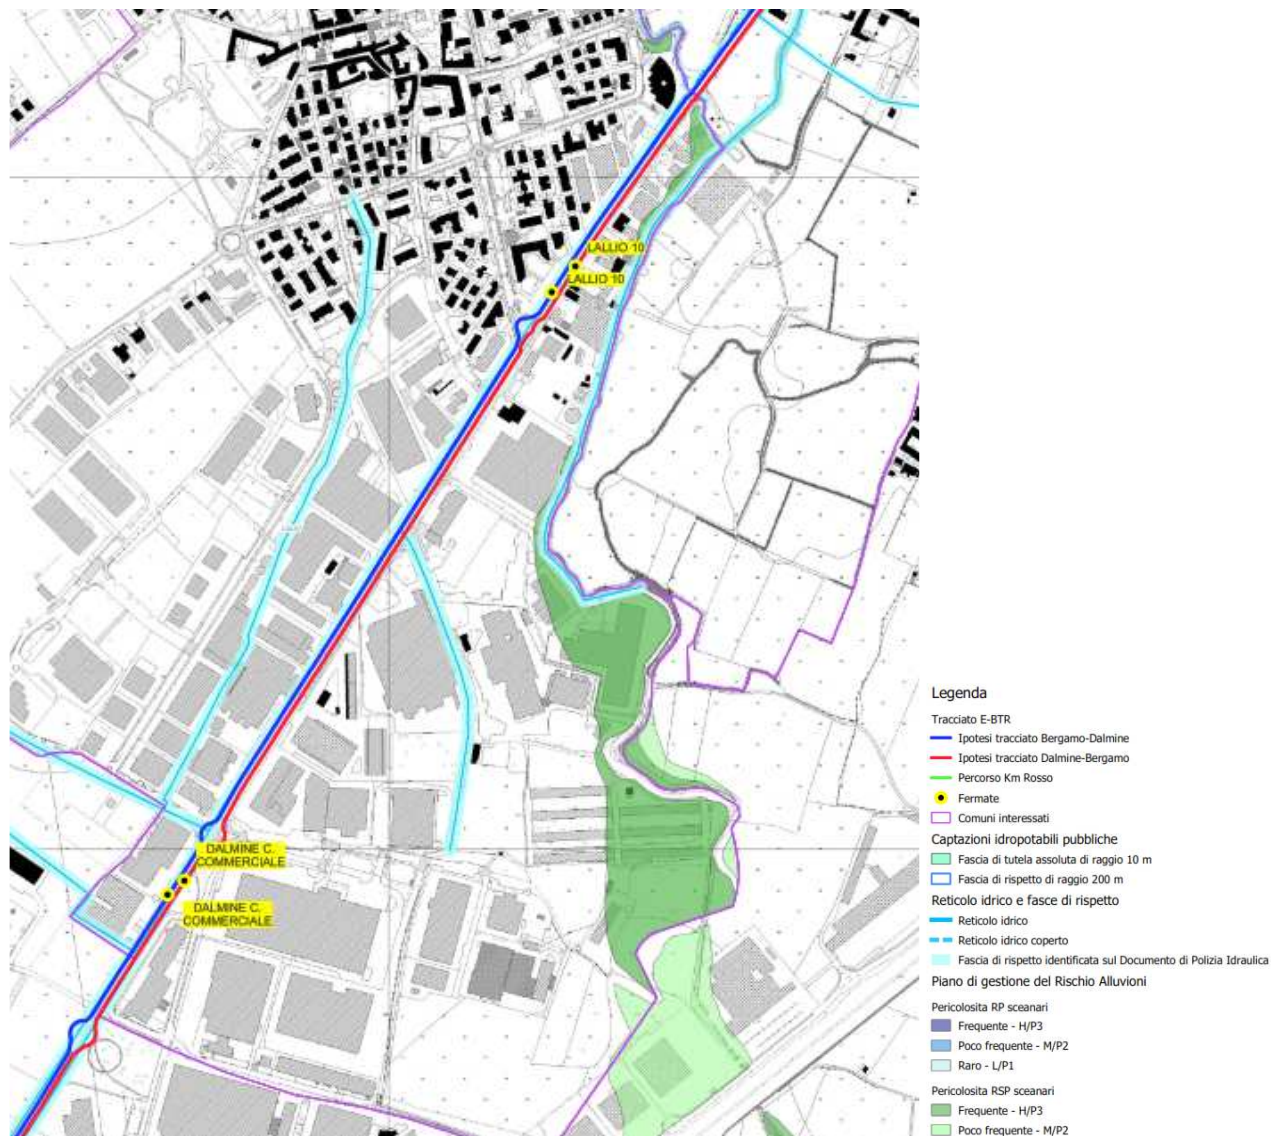 LALLIO 10
LALLIO 10
DALMINE C.
COMMERCIALE
DALMINE C.
COMMERCIALE
Legenda
Tracciato E-BTR
Ipotesi tracciato Bergamo-Dalmine
Ipotesi tracciato Dalmine-Bergamo
Percorso Km Rosso
Fermate
Comuni interessati
Captazioni idropotabili pubbliche
Fascia di tutela assoluta di raggio 10 m
Fascia di rispetto di raggio 200 m
Reticolo idrico e fasce di rispetto
Reticolo idrico
Reticolo idrico coperto
Fascia di rispetto identificata sul Documento di Polizia Idraulica
Piano di gestione del Rischio Alluvioni
Pericolosita RP sceanari
Frequente - H/P3
Poco frequente - M/P2
Raro - L/P1
Pericolosita RSP sceanari
Frequente - H/P3
Poco frequente - M/P2